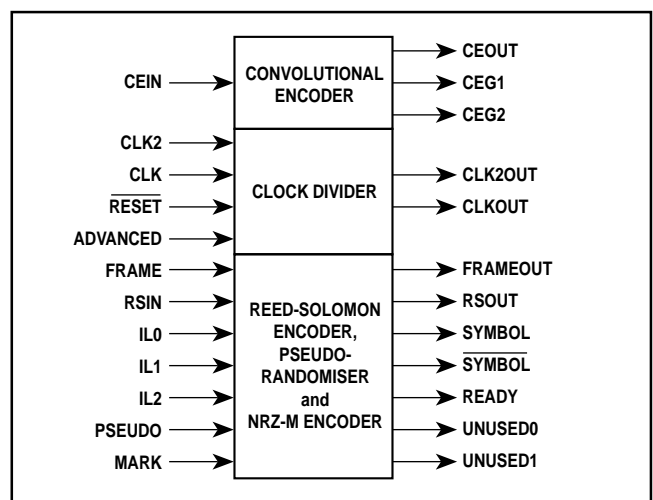 CEIN
CONVOLUTIONAL
ENCODER
CEOUT
CEG1
CEG2
CLK2
CLK
RESET
ADVANCED
CLOCK DIVIDER
CLK2OUT
CLKOUT
FRAME
RSIN
IL0
IL1
IL2
PSEUDO
MARK
REED-SOLOMON
ENCODER,
PSEUDO-
RANDOMISER
and
NRZ-M ENCODER
FRAMEOUT
RSOUT
SYMBOL
SYMBOL
READY
UNUSED0
UNUSED1